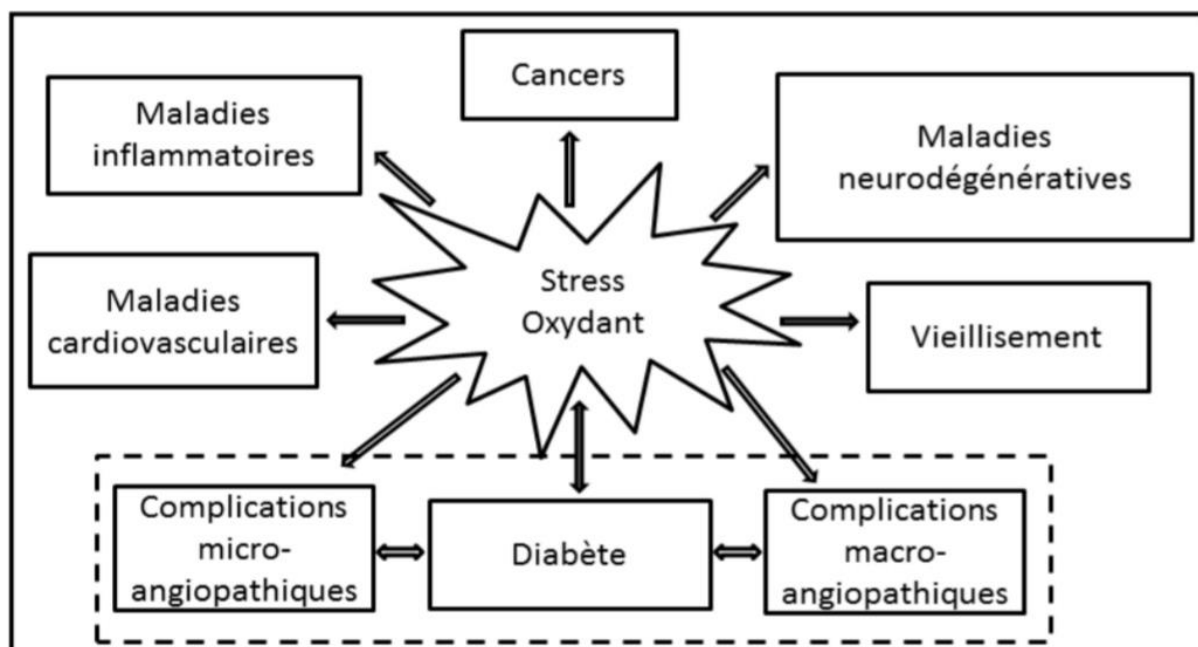 Cancers
Maladies
inflammatoires
Maladies
neurodégénératives
Stress
Oxydant
Maladies
cardiovasculaires
Vieillisement
Complications
micro-
angiopathiques
Diabète
Complications
macro-
angiopathiques